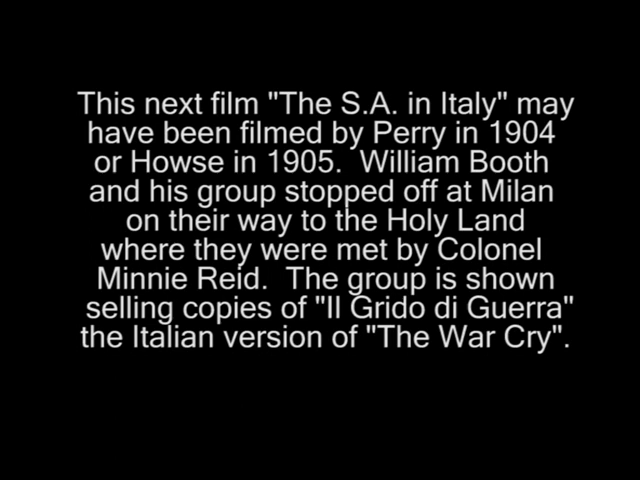 This next film "The S.A. in Italy" may
have been filmed by Perry in 1904
or Howse in 1905.  William Booth
and his group stopped off at Milan
on their way to the Holy Land
where they were met by Colonel
Minnie Reid.  The group is shown
selling copies of "Il Grido di Guerra"
the Italian version of "The War Cry".